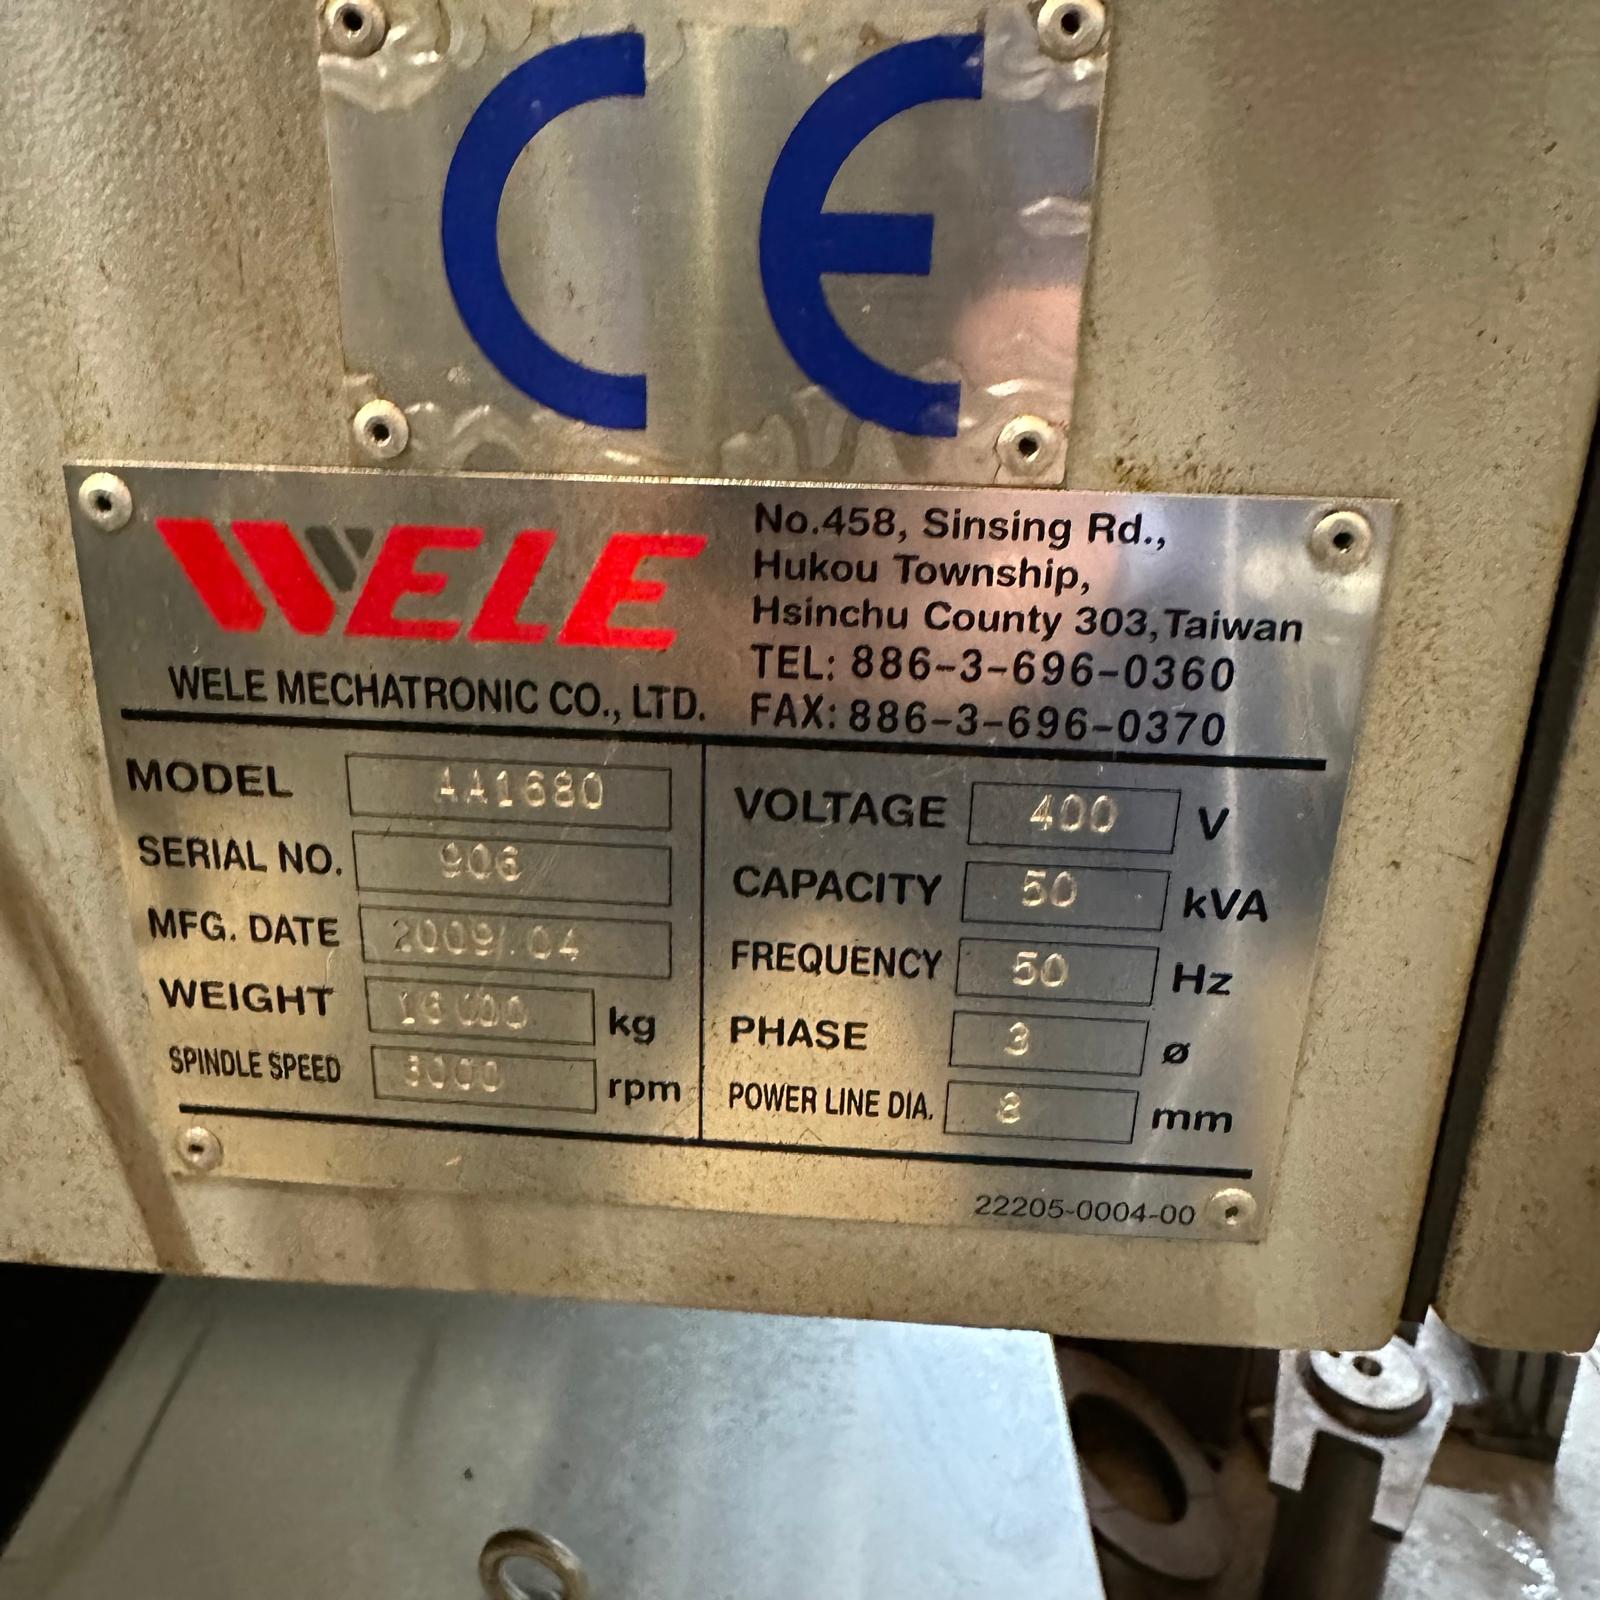 CE
WELE
WELE MECHATRONIC CO., LTD.
No.458, Sinsing Rd.,
Hukou Township,
Hsinchu County 303,Taiwan
TEL: 886-3-696-0360
FAX: 886-3-696-0370
MODEL AA1680
SERIAL NO. 906
MFG. DATE 2009/.04
WEIGHT kg
SPINDLE SPEED rpm
VOLTAGE 400 V
CAPACITY 50 kVA
FREQUENCY 50 Hz
PHASE 3 ø
POWER LINE DIA. 8 mm
22205-0004-00